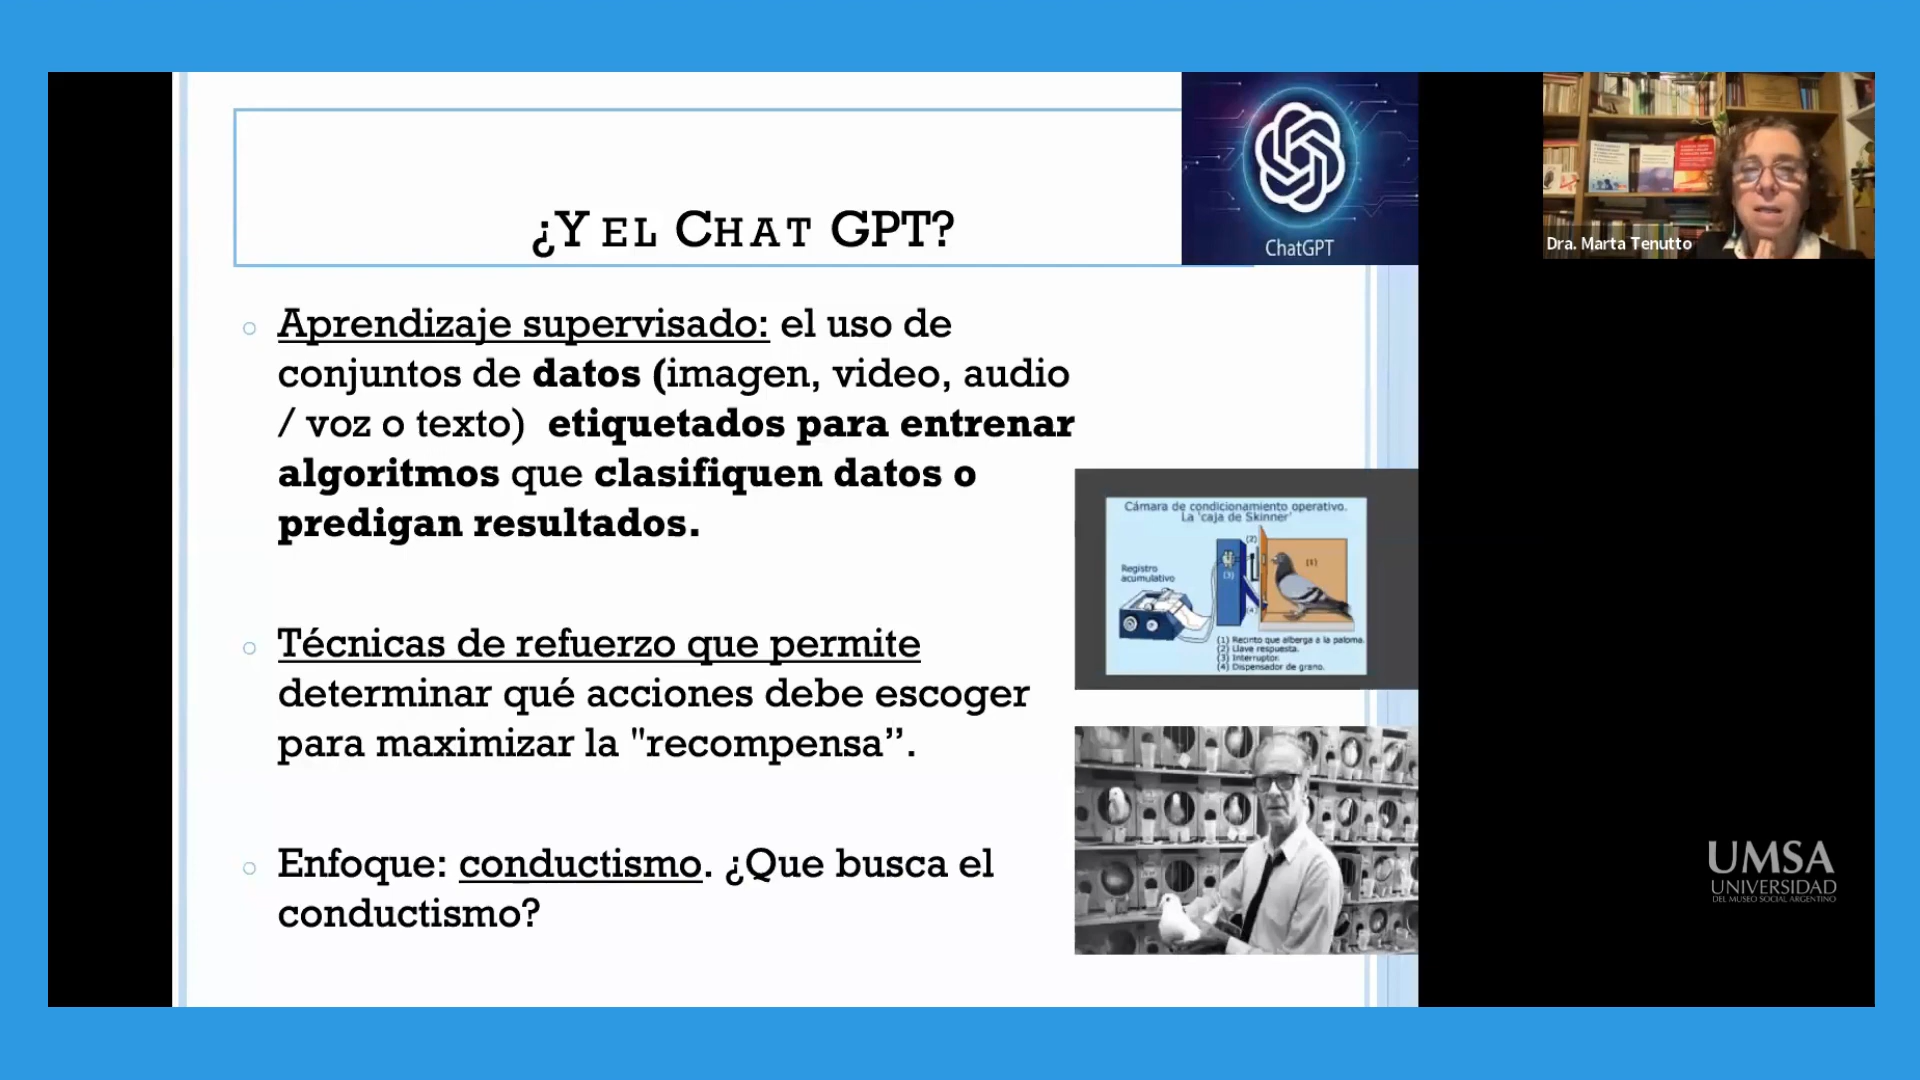 ¿Y EL CHAT GPT?
ChatGPT
Dra. Marta Tenutto
Aprendizaje supervisado: el uso de
conjuntos de datos (imagen, video, audio
/ voz o texto) etiquetados para entrenar
algoritmos que clasifiquen datos o
predigan resultados.
Técnicas de refuerzo que permite
determinar qué acciones debe escoger
para maximizar la "recompensa”.
Enfoque: conductismo. ¿Que busca el
conductismo?
Cámara de condicionamiento operativo.
La 'caja de Skinner'
Registro
acumulativo
(1)
(2)
(3)
(4)
(1) Recinto que alberga a la paloma.
(2) Llave respuesta.
(3) Interruptor.
(4) Dispensador de grano.
UMSA
UNIVERSIDAD
DEL MUSEO SOCIAL ARGENTINO